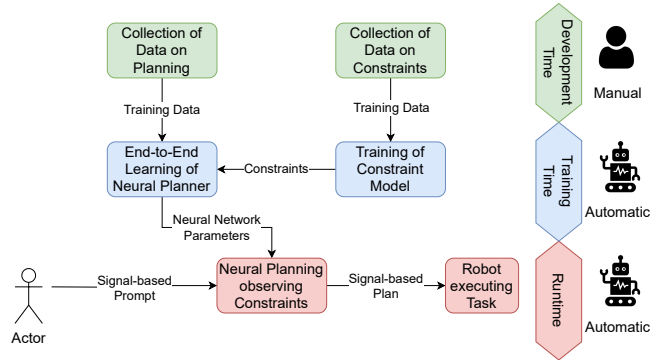 Collection of
Data on
Planning
Collection of
Data on
Constraints
Development
Time
Manual
Training Data
Training Data
End-to-End
Learning of
Neural Planner
Constraints
Training of
Constraint
Model
Training
Time
Automatic
Neural Network
Parameters
Actor
Signal-based
Prompt
Neural Planning
observing
Constraints
Signal-based
Plan
Robot
executing
Task
Runtime
Automatic